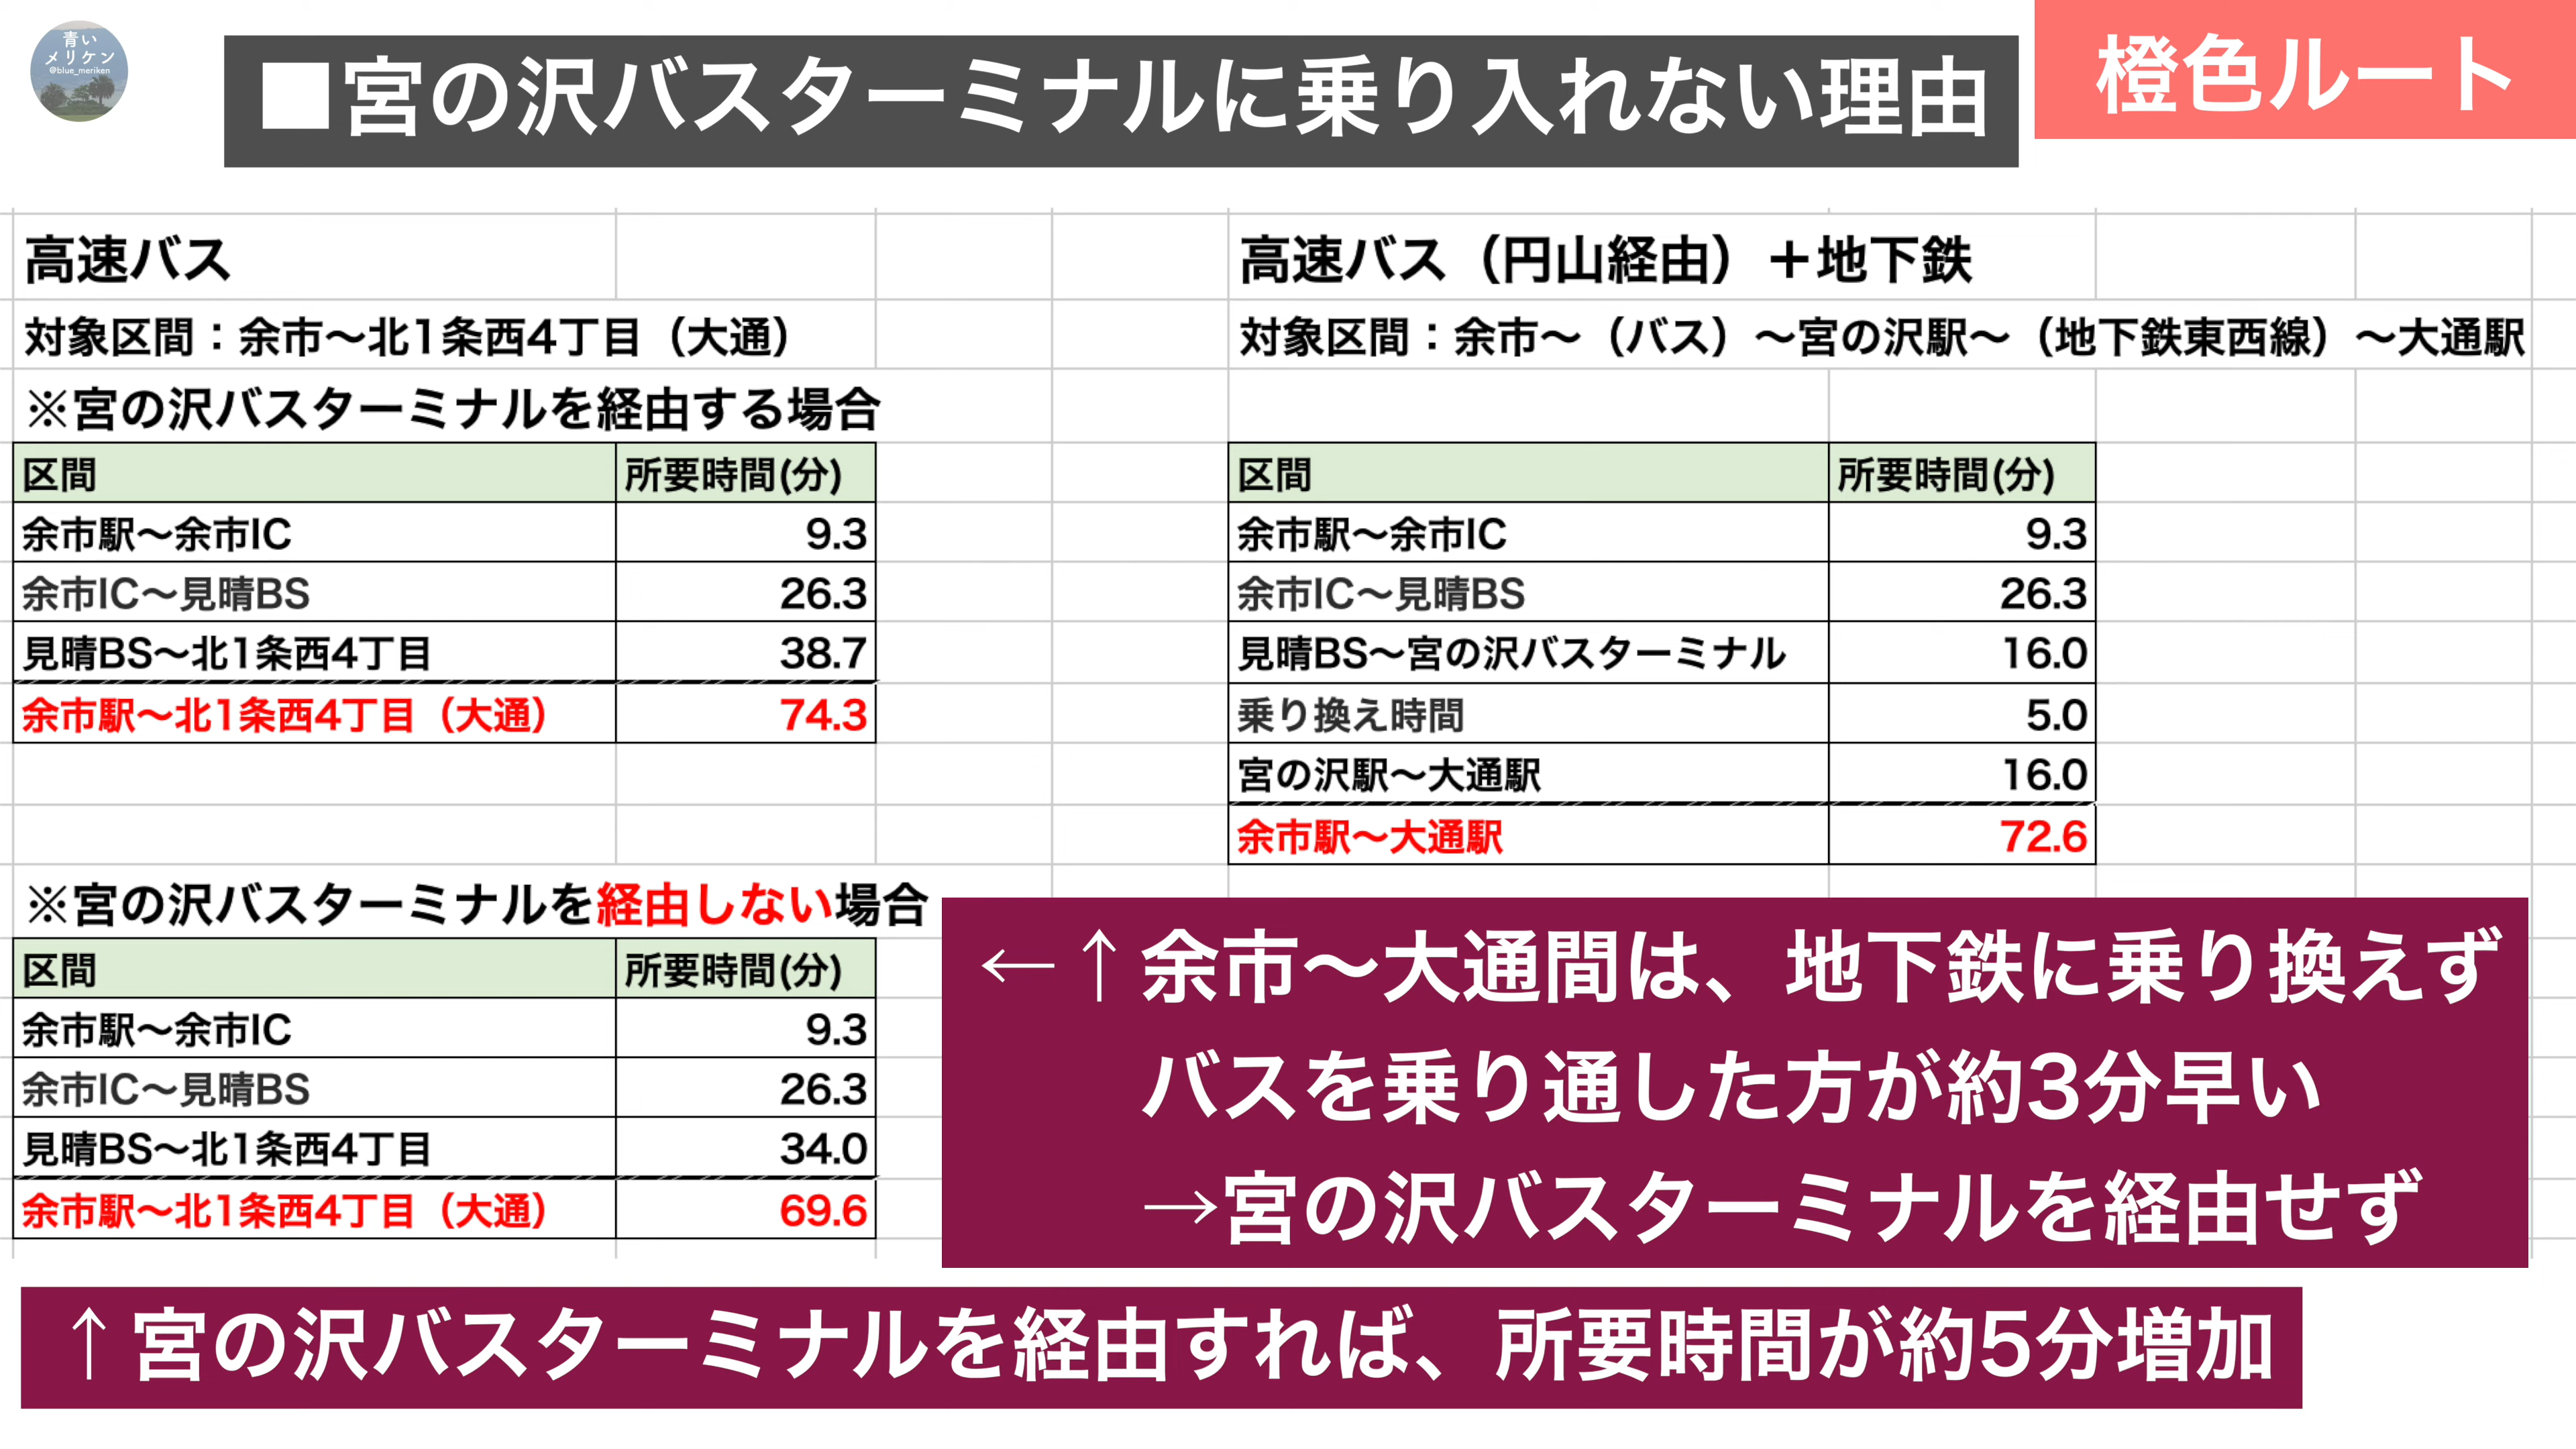 青い
メリケン
@blue_meriken
■宮の沢バスターミナルに乗り入れない理由
橙色ルート
高速バス
対象区間：余市〜北1条西4丁目（大通）
※宮の沢バスターミナルを経由する場合
区間 所要時間(分)
余市駅〜余市IC 9.3
余市IC〜見晴BS 26.3
見晴BS〜北1条西4丁目 38.7
余市駅〜北1条西4丁目（大通） 74.3
※宮の沢バスターミナルを経由しない場合
区間 所要時間(分)
余市駅〜余市IC 9.3
余市IC〜見晴BS 26.3
見晴BS〜北1条西4丁目 34.0
余市駅〜北1条西4丁目（大通） 69.6
高速バス（円山経由）＋地下鉄
対象区間：余市〜（バス）〜宮の沢駅〜（地下鉄東西線）〜大通駅
区間 所要時間(分)
余市駅〜余市IC 9.3
余市IC〜見晴BS 26.3
見晴BS〜宮の沢バスターミナル 16.0
乗り換え時間 5.0
宮の沢駅〜大通駅 16.0
余市駅〜大通駅 72.6
←↑余市〜大通間は、地下鉄に乗り換えず
バスを乗り通した方が約3分早い
→宮の沢バスターミナルを経由せず
↑宮の沢バスターミナルを経由すれば、所要時間が約5分増加